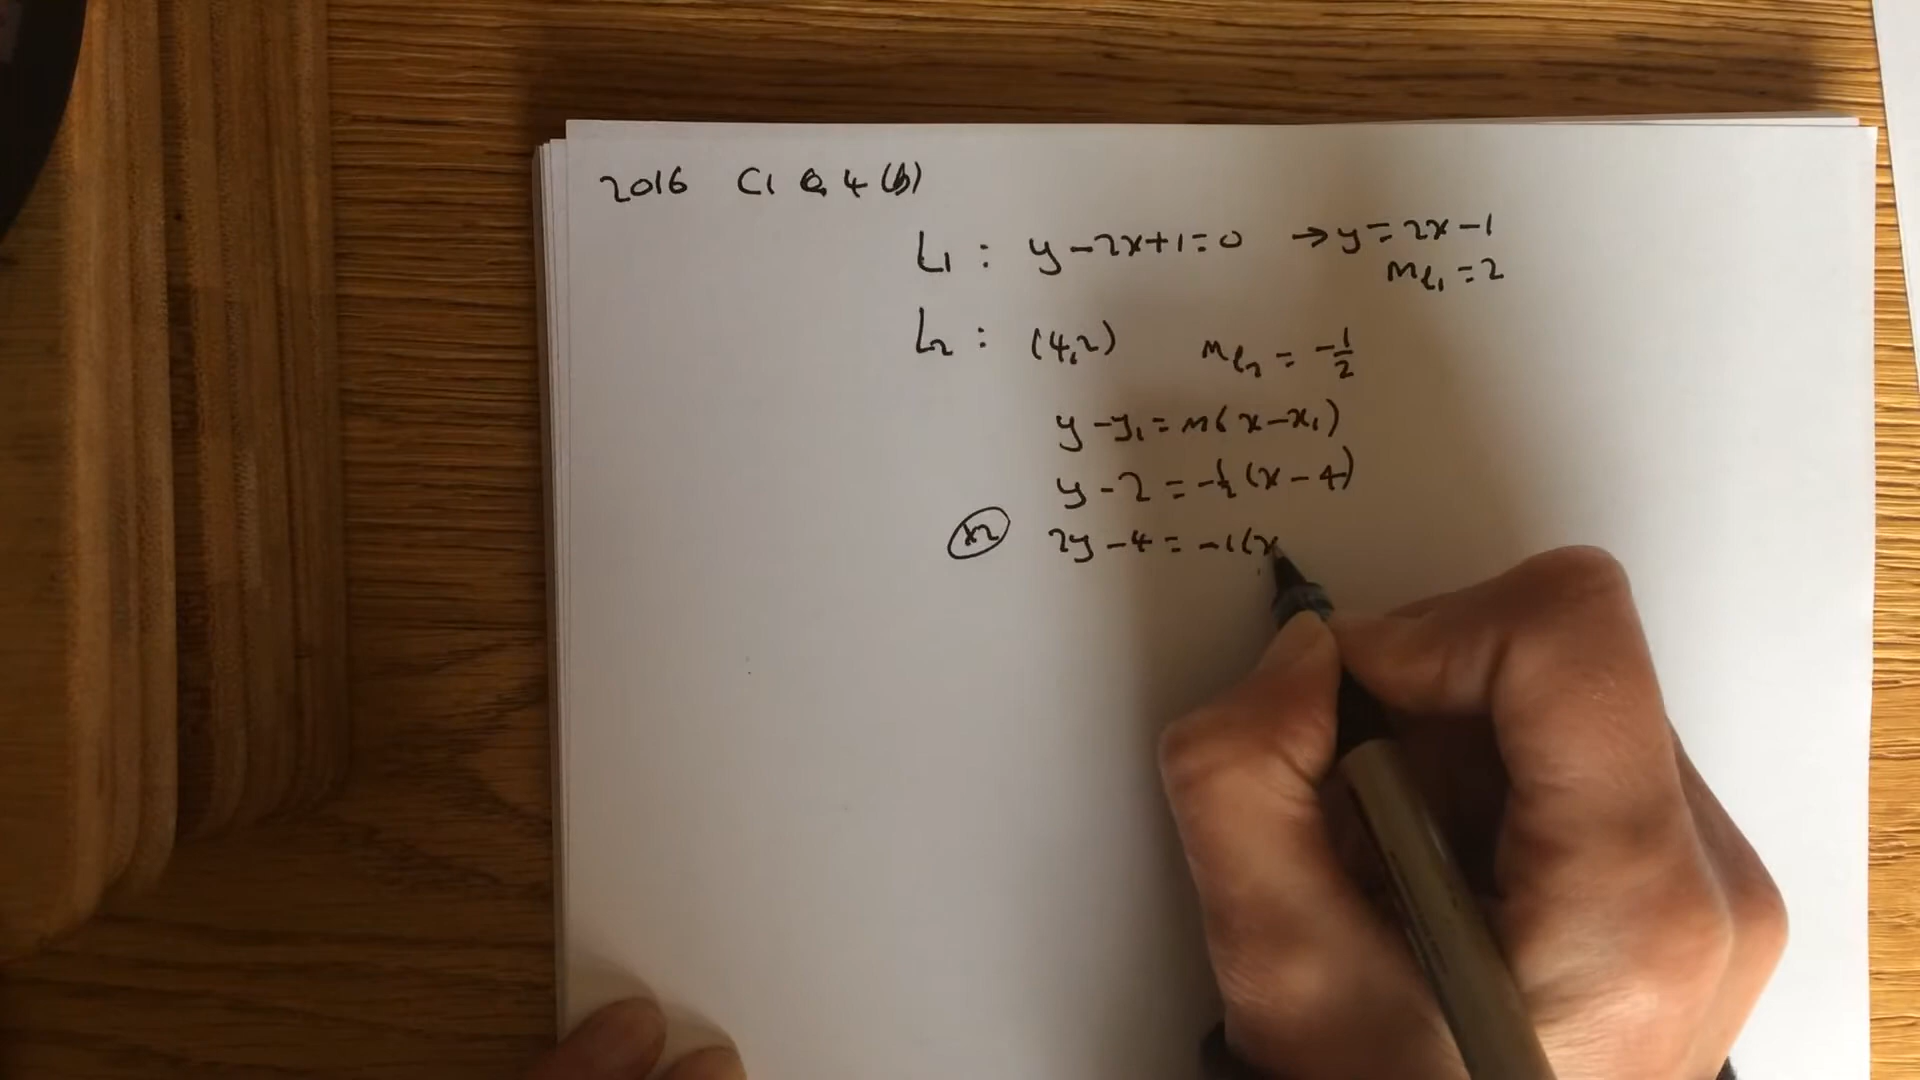 2016 C1 Q 4 (b)
L₁ : y - 2x + 1 = 0 → y = 2x - 1
m_l₁ = 2
L₂ : (4,2) m_l₂ = -1/2
y - y₁ = m(x - x₁)
y - 2 = -1/2 (x - 4)
x2 2y - 4 = -1(x